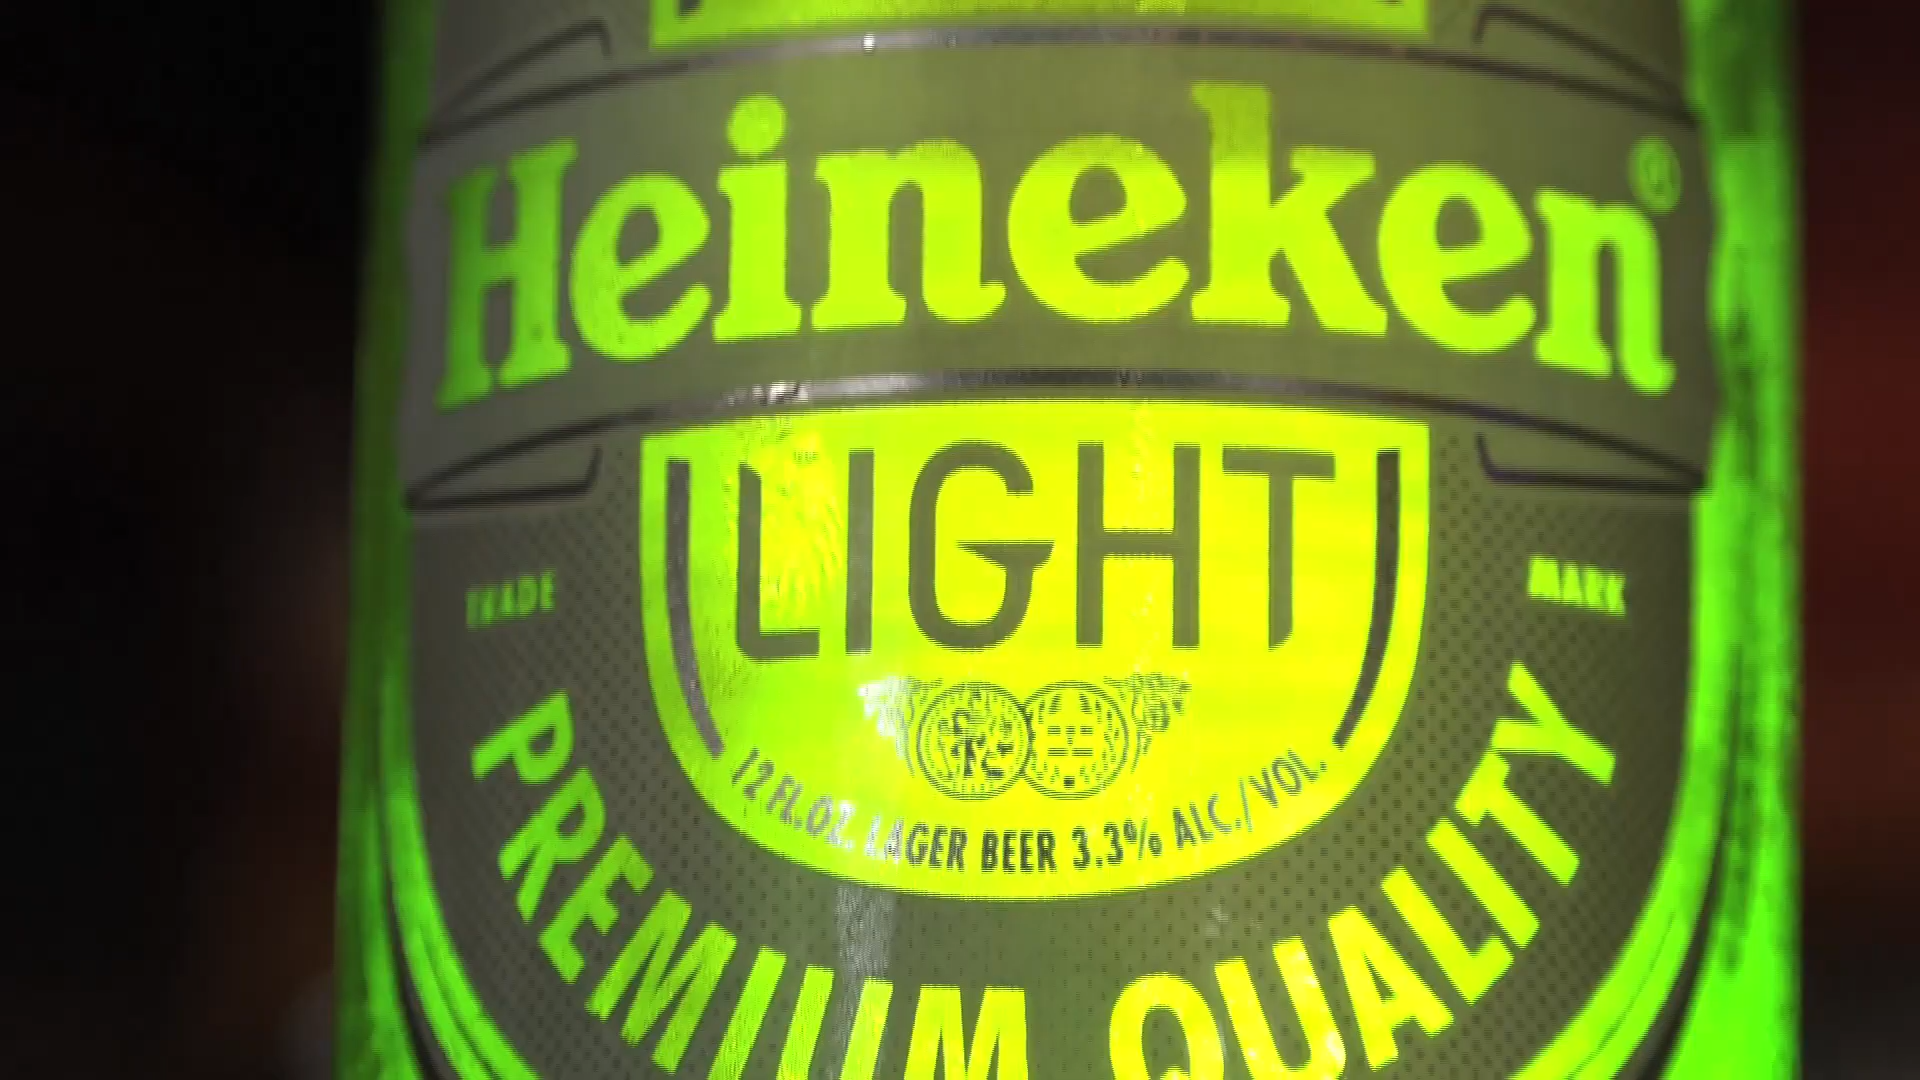 Heineken®
LIGHT
TRADE MARK
12 FL.OZ. LAGER BEER 3.3% ALC./VOL.
PREMIUM QUALITY